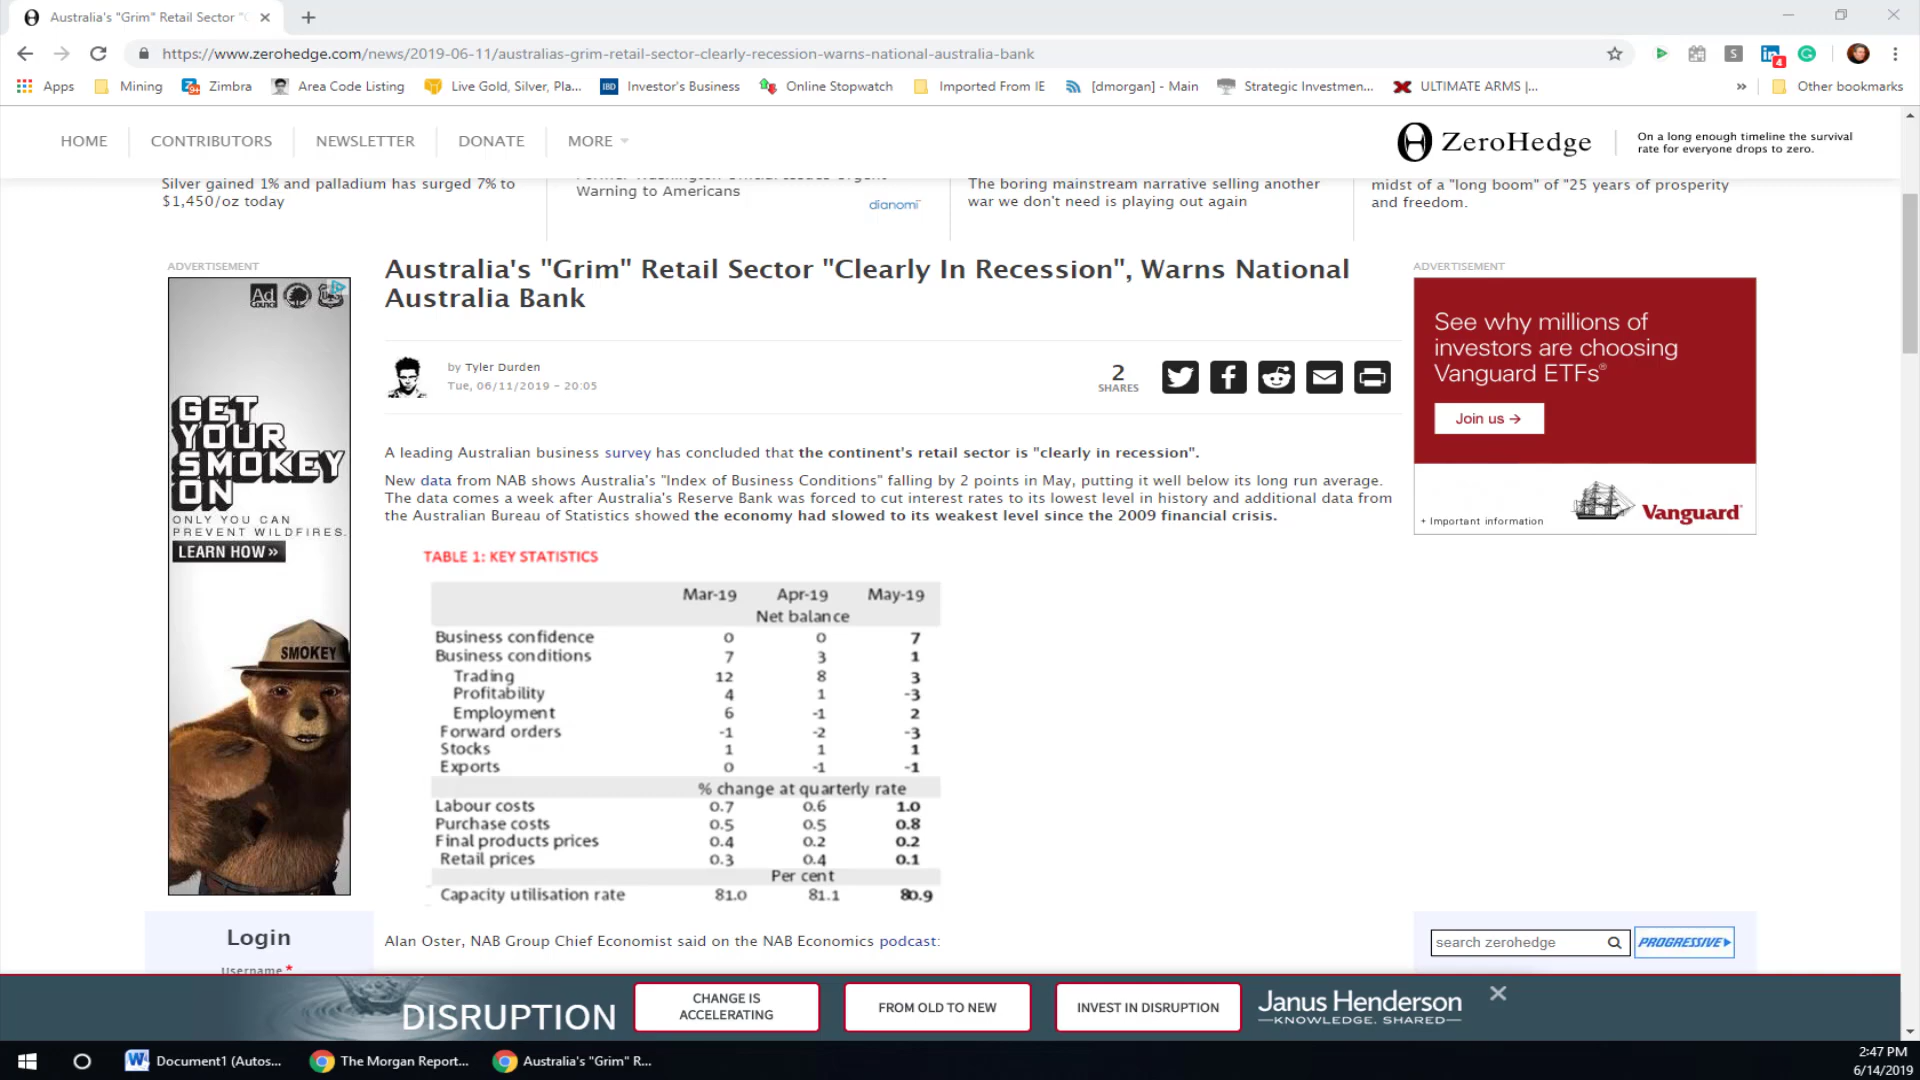 Australia's "Grim" Retail Sector "C
https://www.zerohedge.com/news/2019-06-11/australias-grim-retail-sector-clearly-recession-warns-national-australia-bank
S
4
Apps
Mining
Zimbra
Area Code Listing
Live Gold, Silver, Pla...
IBD Investor's Business
Online Stopwatch
Imported From IE
[dmorgan] - Main
Strategic Investmen...
ULTIMATE ARMS |...
»
Other bookmarks
HOME
CONTRIBUTORS
NEWSLETTER
DONATE
MORE
ZeroHedge
On a long enough timeline the survival
rate for everyone drops to zero.
Silver gained 1% and palladium has surged 7% to
$1,450/oz today
Warning to Americans
dianomi
The boring mainstream narrative selling another
war we don't need is playing out again
midst of a "long boom" of "25 years of prosperity
and freedom.
ADVERTISEMENT
Ad
Council
GET
YOUR
SMOKEY
ON
ONLY YOU CAN
PREVENT WILDFIRES.
LEARN HOW »
SMOKEY
Australia's "Grim" Retail Sector "Clearly In Recession", Warns National
Australia Bank
by Tyler Durden
Tue, 06/11/2019 - 20:05
2
SHARES
A leading Australian business survey has concluded that the continent's retail sector is "clearly in recession".
New data from NAB shows Australia's "Index of Business Conditions" falling by 2 points in May, putting it well below its long run average.
The data comes a week after Australia's Reserve Bank was forced to cut interest rates to its lowest level in history and additional data from
the Australian Bureau of Statistics showed the economy had slowed to its weakest level since the 2009 financial crisis.
TABLE 1: KEY STATISTICS
Mar-19 Apr-19 May-19
Net balance
Business confidence 0 0 7
Business conditions 7 3 1
Trading 12 8 3
Profitability 4 1 -3
Employment 6 -1 2
Forward orders -1 -2 -3
Stocks 1 1 1
Exports 0 -1 -1
% change at quarterly rate
Labour costs 0.7 0.6 1.0
Purchase costs 0.5 0.5 0.8
Final products prices 0.4 0.2 0.2
Retail prices 0.3 0.4 0.1
Per cent
Capacity utilisation rate 81.0 81.1 80.9
Alan Oster, NAB Group Chief Economist said on the NAB Economics podcast:
ADVERTISEMENT
See why millions of
investors are choosing
Vanguard ETFs®
Join us →
+ Important information
Vanguard
Login
Username *
search zerohedge
PROGRESSIVE
DISRUPTION
CHANGE IS
ACCELERATING
FROM OLD TO NEW
INVEST IN DISRUPTION
Janus Henderson
KNOWLEDGE. SHARED
Document1 (Autos...
The Morgan Report...
Australia's "Grim" R...
2:47 PM
6/14/2019